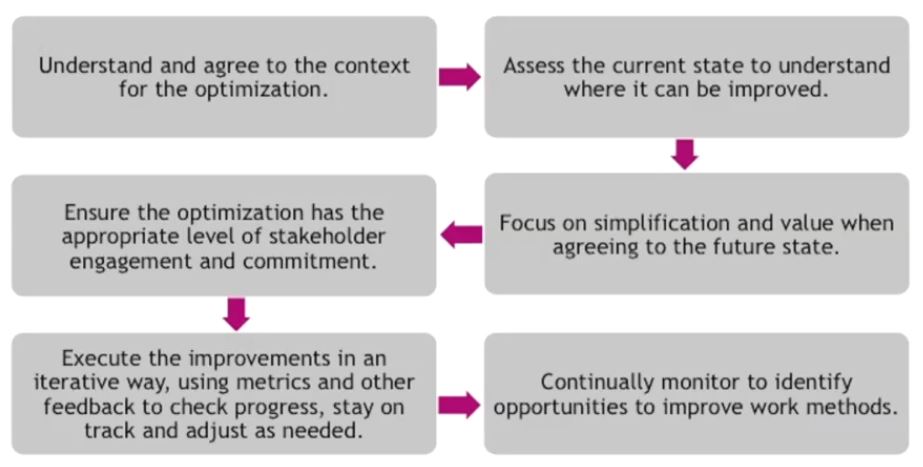 Understand and agree to the context
for the optimization.
Assess the current state to understand
where it can be improved.
Focus on simplification and value when
agreeing to the future state.
Ensure the optimization has the
appropriate level of stakeholder
engagement and commitment.
Execute the improvements in an
iterative way, using metrics and other
feedback to check progress, stay on
track and adjust as needed.
Continually monitor to identify
opportunities to improve work methods.